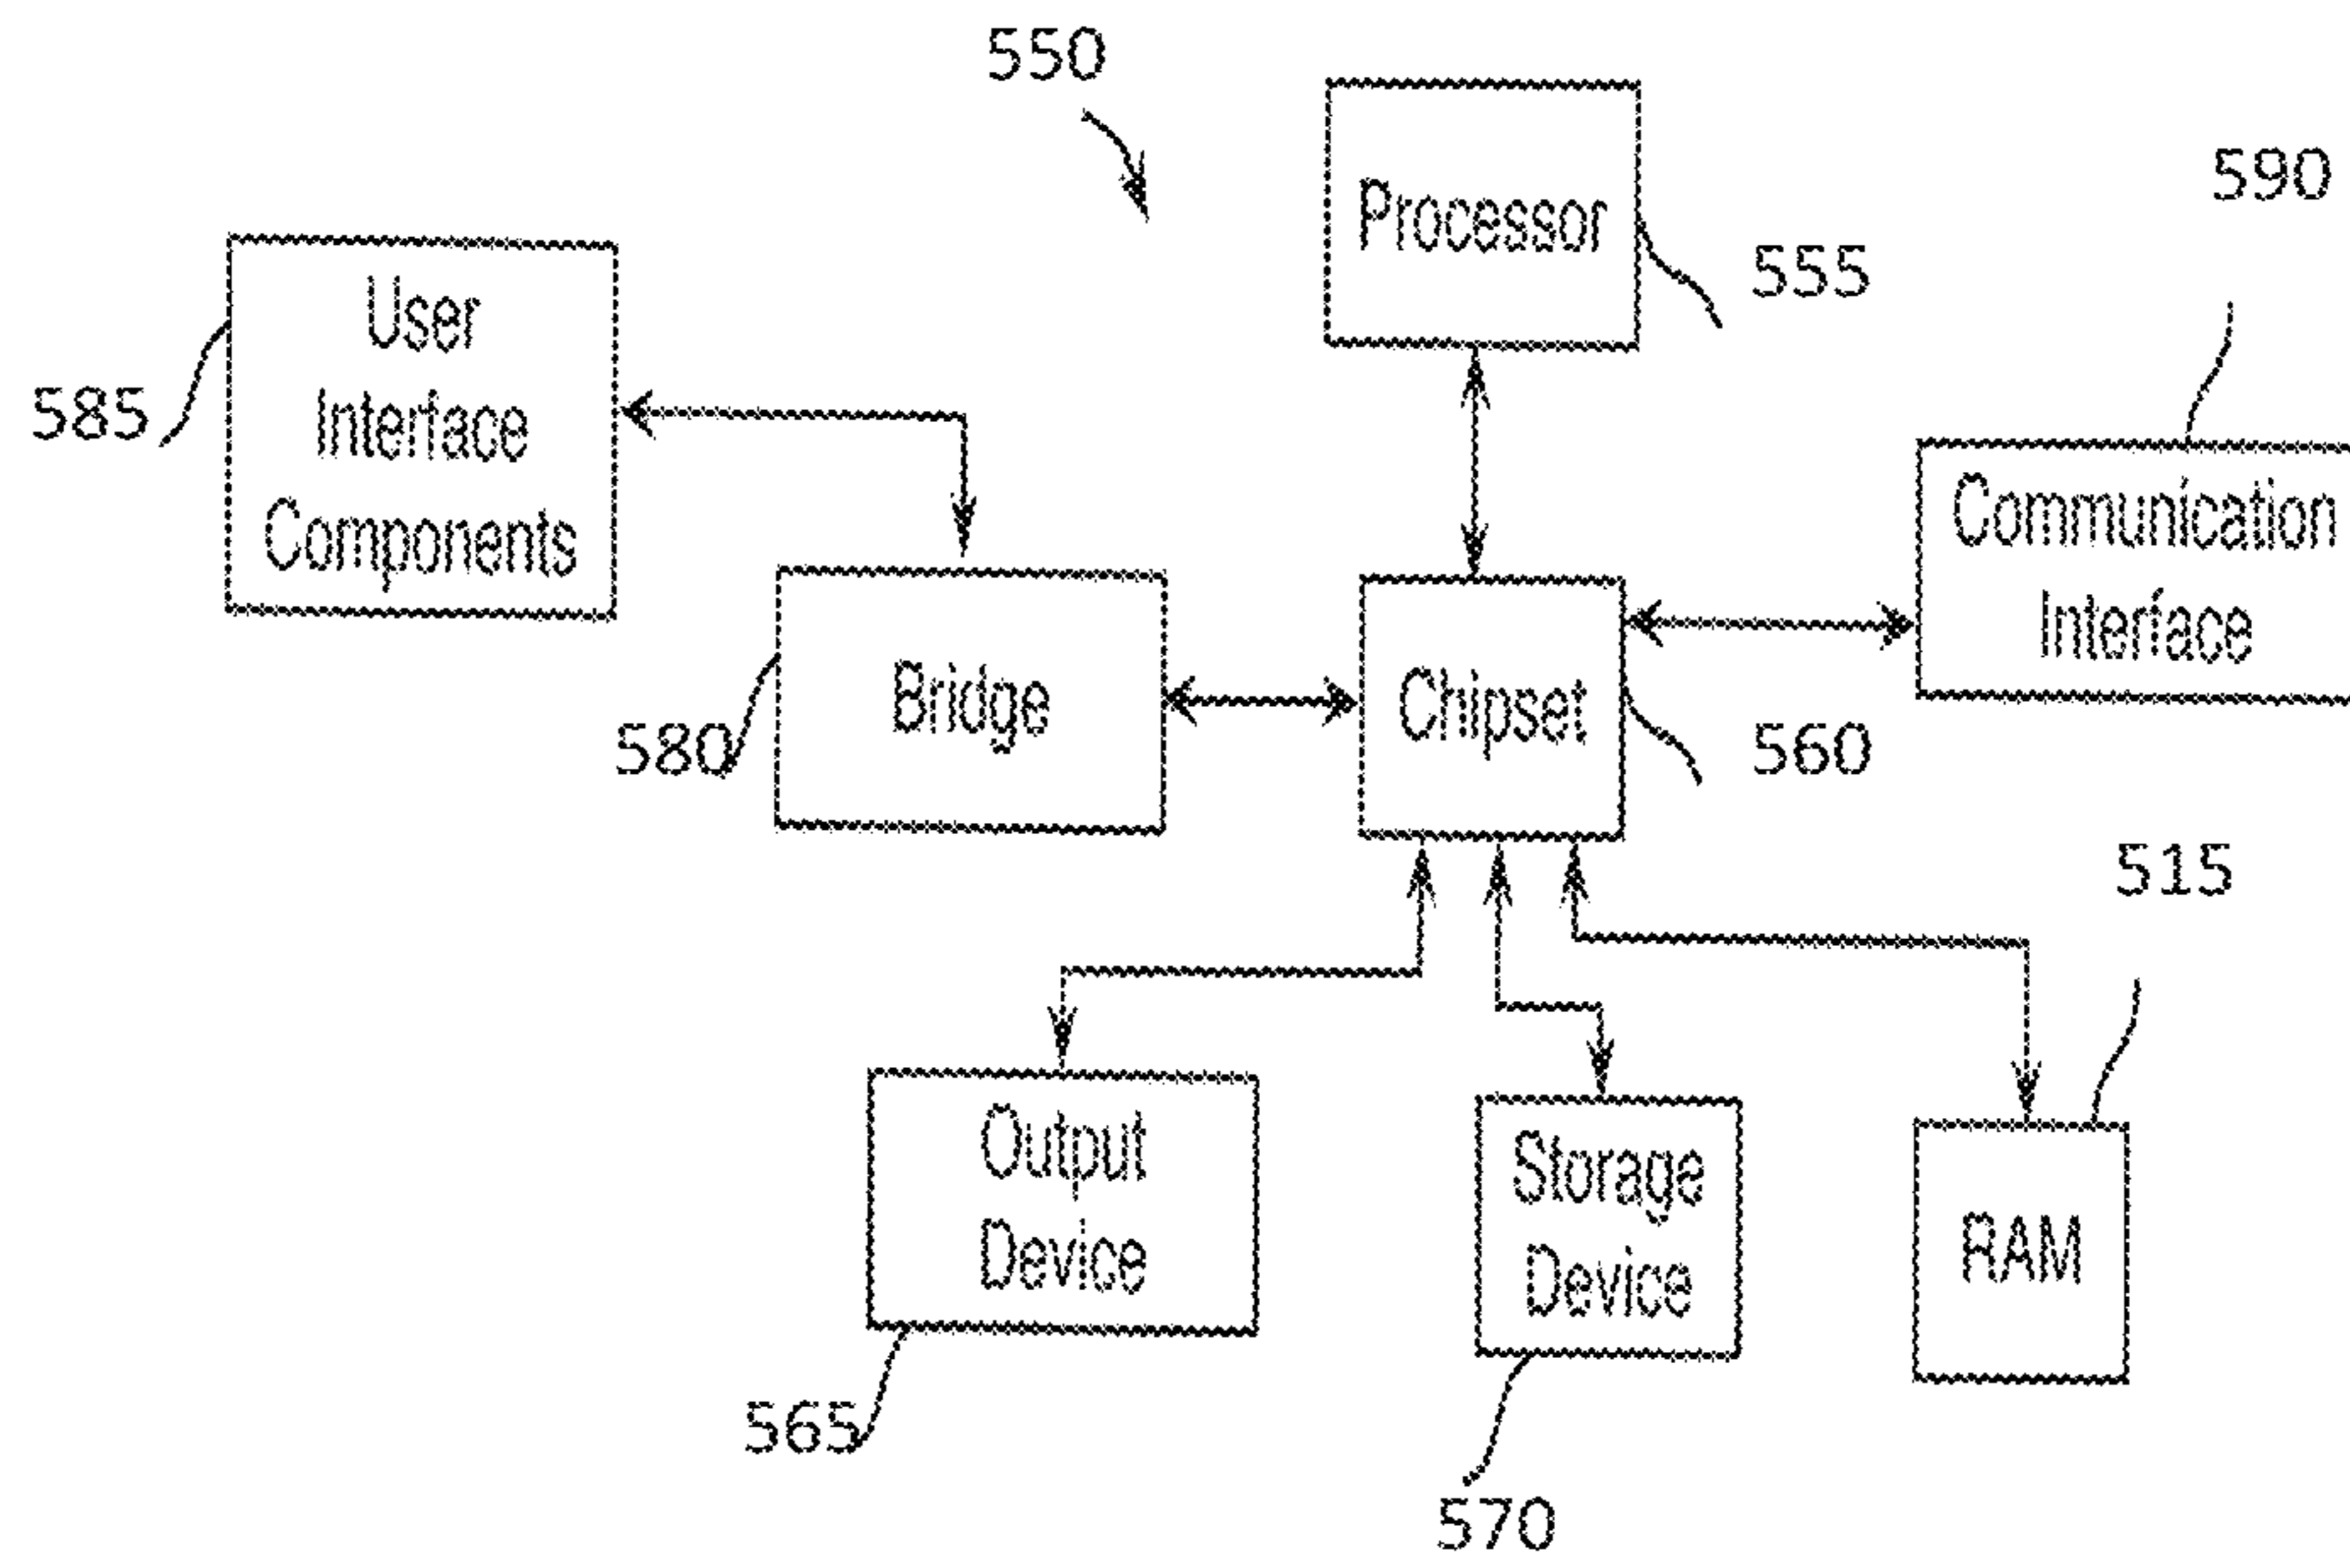 550
Processor
590
555
User
Interface
Components
585
Communication
Interface
Bridge
580
Chipset
560
515
Output
Device
565
Storage
Device
570
RAM